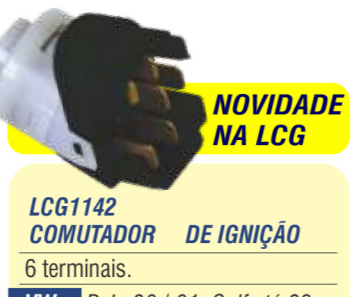 NOVIDADE
NA LCG
LCG1142
COMUTADOR DE IGNIÇÃO
6 terminais.